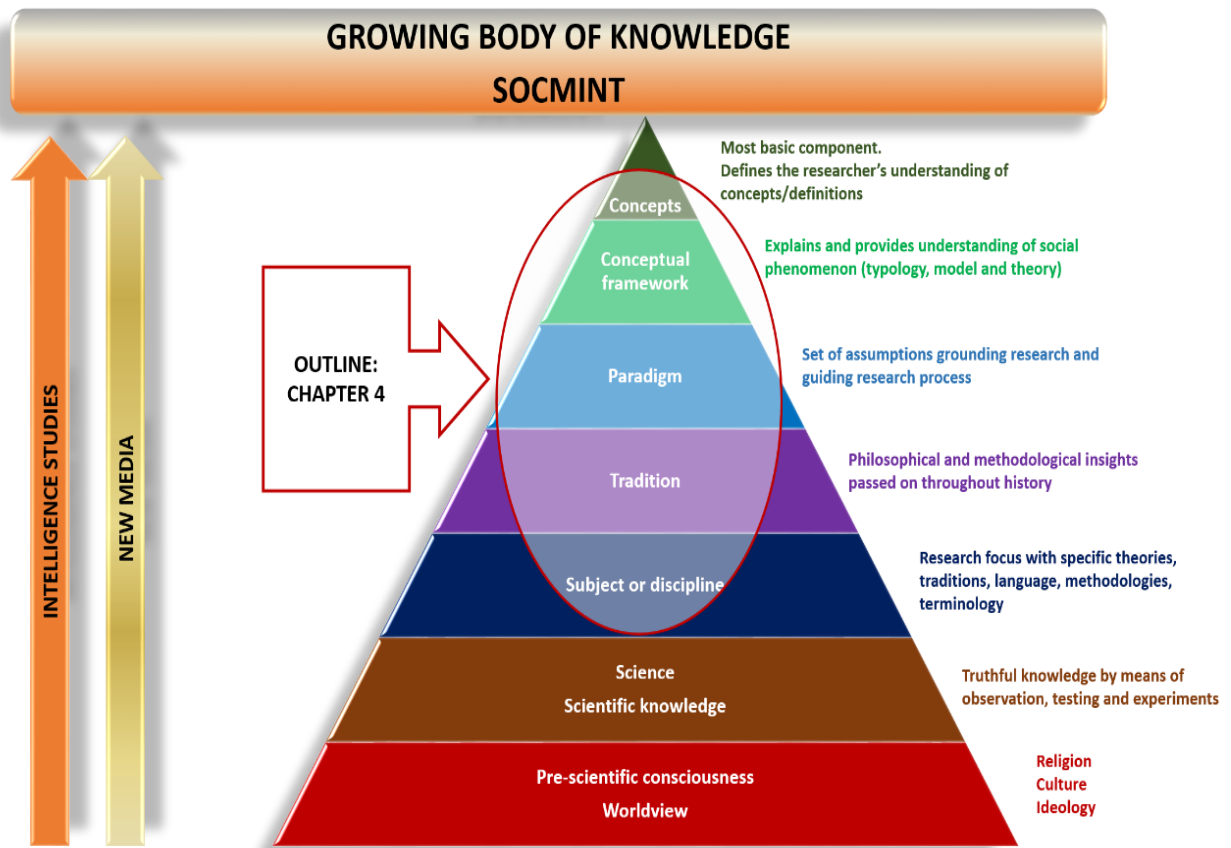 GROWING BODY OF KNOWLEDGE
SOCMINT
INTELLIGENCE STUDIES
NEW MEDIA
OUTLINE:
CHAPTER 4
Concepts
Most basic component.
Defines the researcher's understanding of
concepts/definitions
Conceptual
framework
Explains and provides understanding of social
phenomenon (typology, model and theory)
Paradigm
Set of assumptions grounding research and
guiding research process
Tradition
Philosophical and methodological insights
passed on throughout history
Subject or discipline
Research focus with specific theories,
traditions, language, methodologies,
terminology
Science
Scientific knowledge
Truthful knowledge by means of
observation, testing and experiments
Pre-scientific consciousness
Worldview
Religion
Culture
Ideology